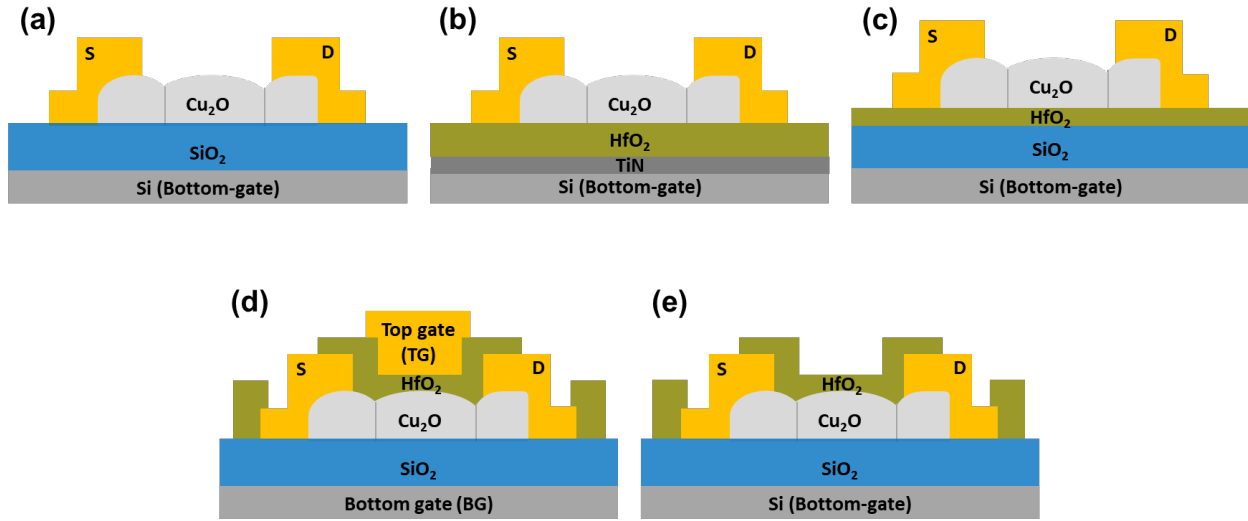 (a)
S
D
Cu₂O
SiO₂
Si (Bottom-gate)
(b)
S
D
Cu₂O
HfO₂
TiN
Si (Bottom-gate)
(c)
S
D
Cu₂O
HfO₂
SiO₂
Si (Bottom-gate)
(d)
Top gate
(TG)
S
D
HfO₂
Cu₂O
SiO₂
Bottom gate (BG)
(e)
S
D
HfO₂
Cu₂O
SiO₂
Si (Bottom-gate)